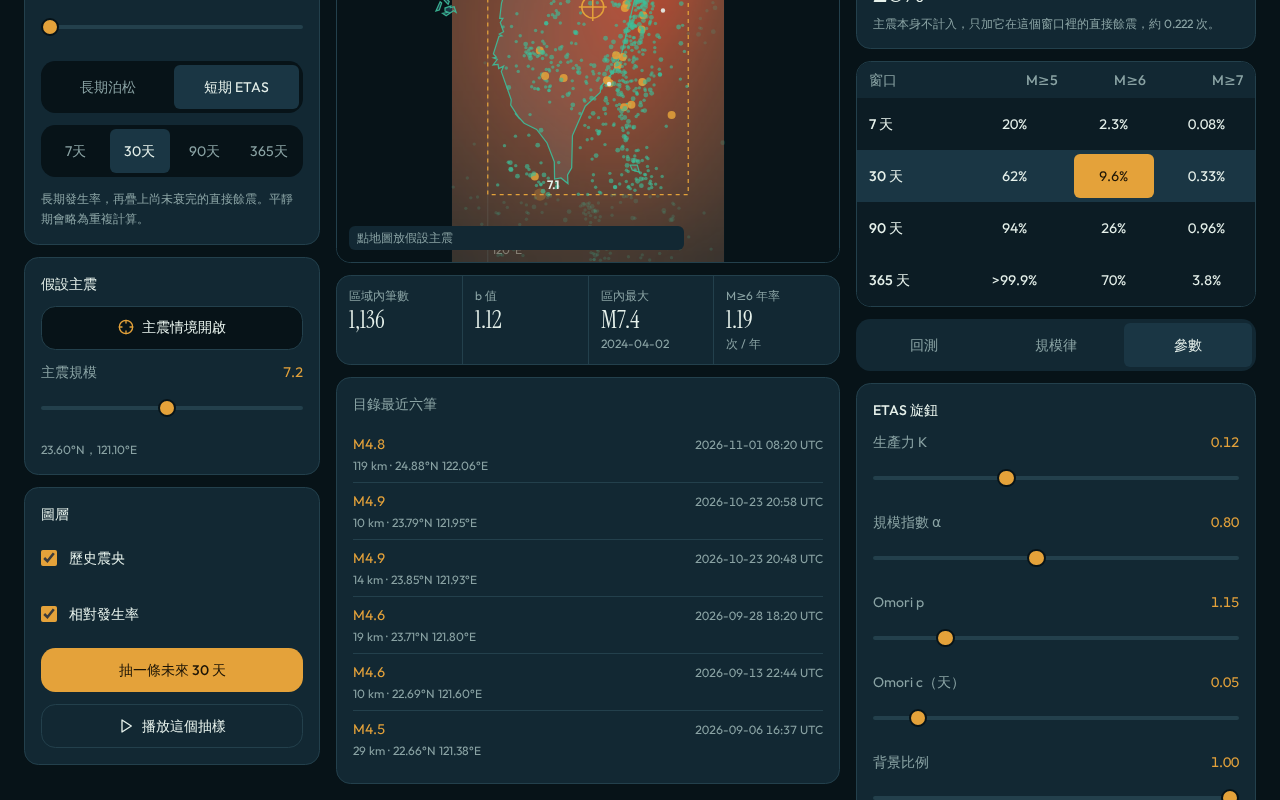 長期泊松
短期 ETAS
7天
30天
90天
365天
長期發生率，再疊上尚未衰完的直接餘震。平靜
期會略為重複計算。
假設主震
主震情境開啟
主震規模
7.2
23.60°N，121.10°E
圖層
歷史震央
相對發生率
抽一條未來 30 天
播放這個抽樣
7.1
點地圖放假設主震
區域內筆數
1,136
b 值
1.12
區內最大
M7.4
2024-04-02
M≥6 年率
1.19
次 / 年
目錄最近六筆
M4.8
2026-11-01 08:20 UTC
119 km · 24.88°N 122.06°E
M4.9
2026-10-23 20:58 UTC
10 km · 23.79°N 121.95°E
M4.9
2026-10-23 20:48 UTC
14 km · 23.85°N 121.93°E
M4.6
2026-09-28 18:20 UTC
19 km · 23.71°N 121.80°E
M4.6
2026-09-13 22:44 UTC
10 km · 22.69°N 121.60°E
M4.5
2026-09-06 16:37 UTC
29 km · 22.66°N 121.38°E
主震本身不計入，只加它在這個窗口裡的直接餘震，約 0.222 次。
窗口 M≥5 M≥6 M≥7
7 天 20% 2.3% 0.08%
30 天 62% 9.6% 0.33%
90 天 94% 26% 0.96%
365 天 >99.9% 70% 3.8%
回測
規模律
參數
ETAS 旋鈕
生產力 K
0.12
規模指數 α
0.80
Omori p
1.15
Omori c（天）
0.05
背景比例
1.00